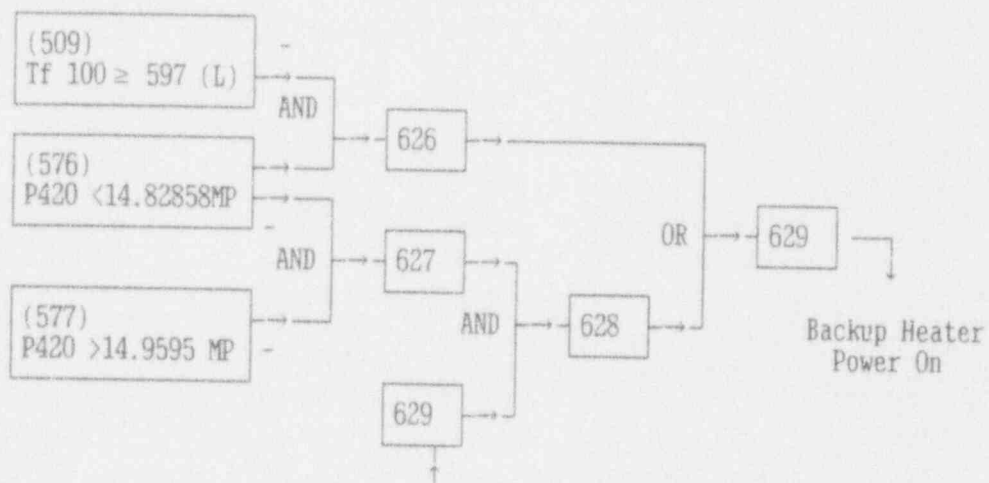 (509)
Tf 100 ≥ 597 (L)
-
AND
626
(576)
P420 <14.82858MP
-
OR
629
AND
627
(577)
P420 >14.9595 MP
-
AND
628
Backup Heater
Power On
629